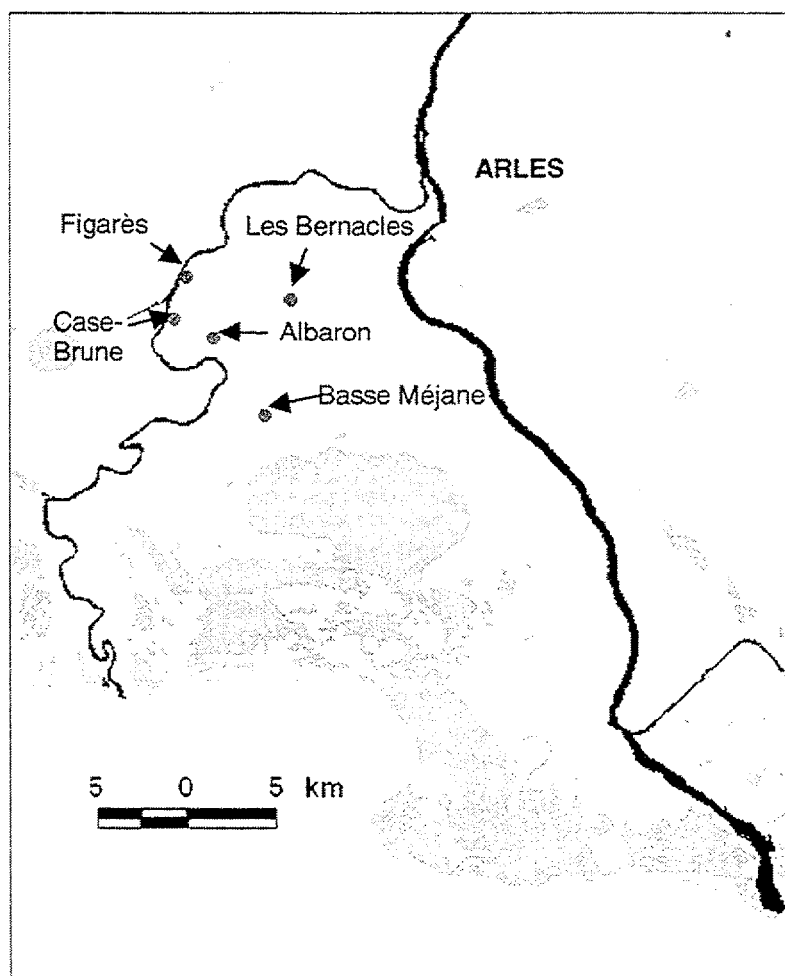 ARLES
Figarès
Les Bernacles
Case-
Brune
Albaron
Basse Méjane
5 0 5 km